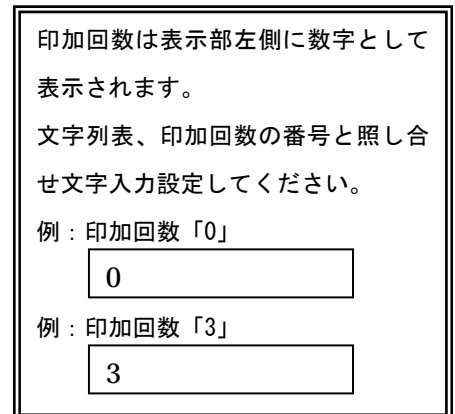 印加回数は表示部左側に数字として
表示されます。
文字列表、印加回数の番号と照し合
せ文字入力設定してください。
例：印加回数「0」
0
例：印加回数「3」
3